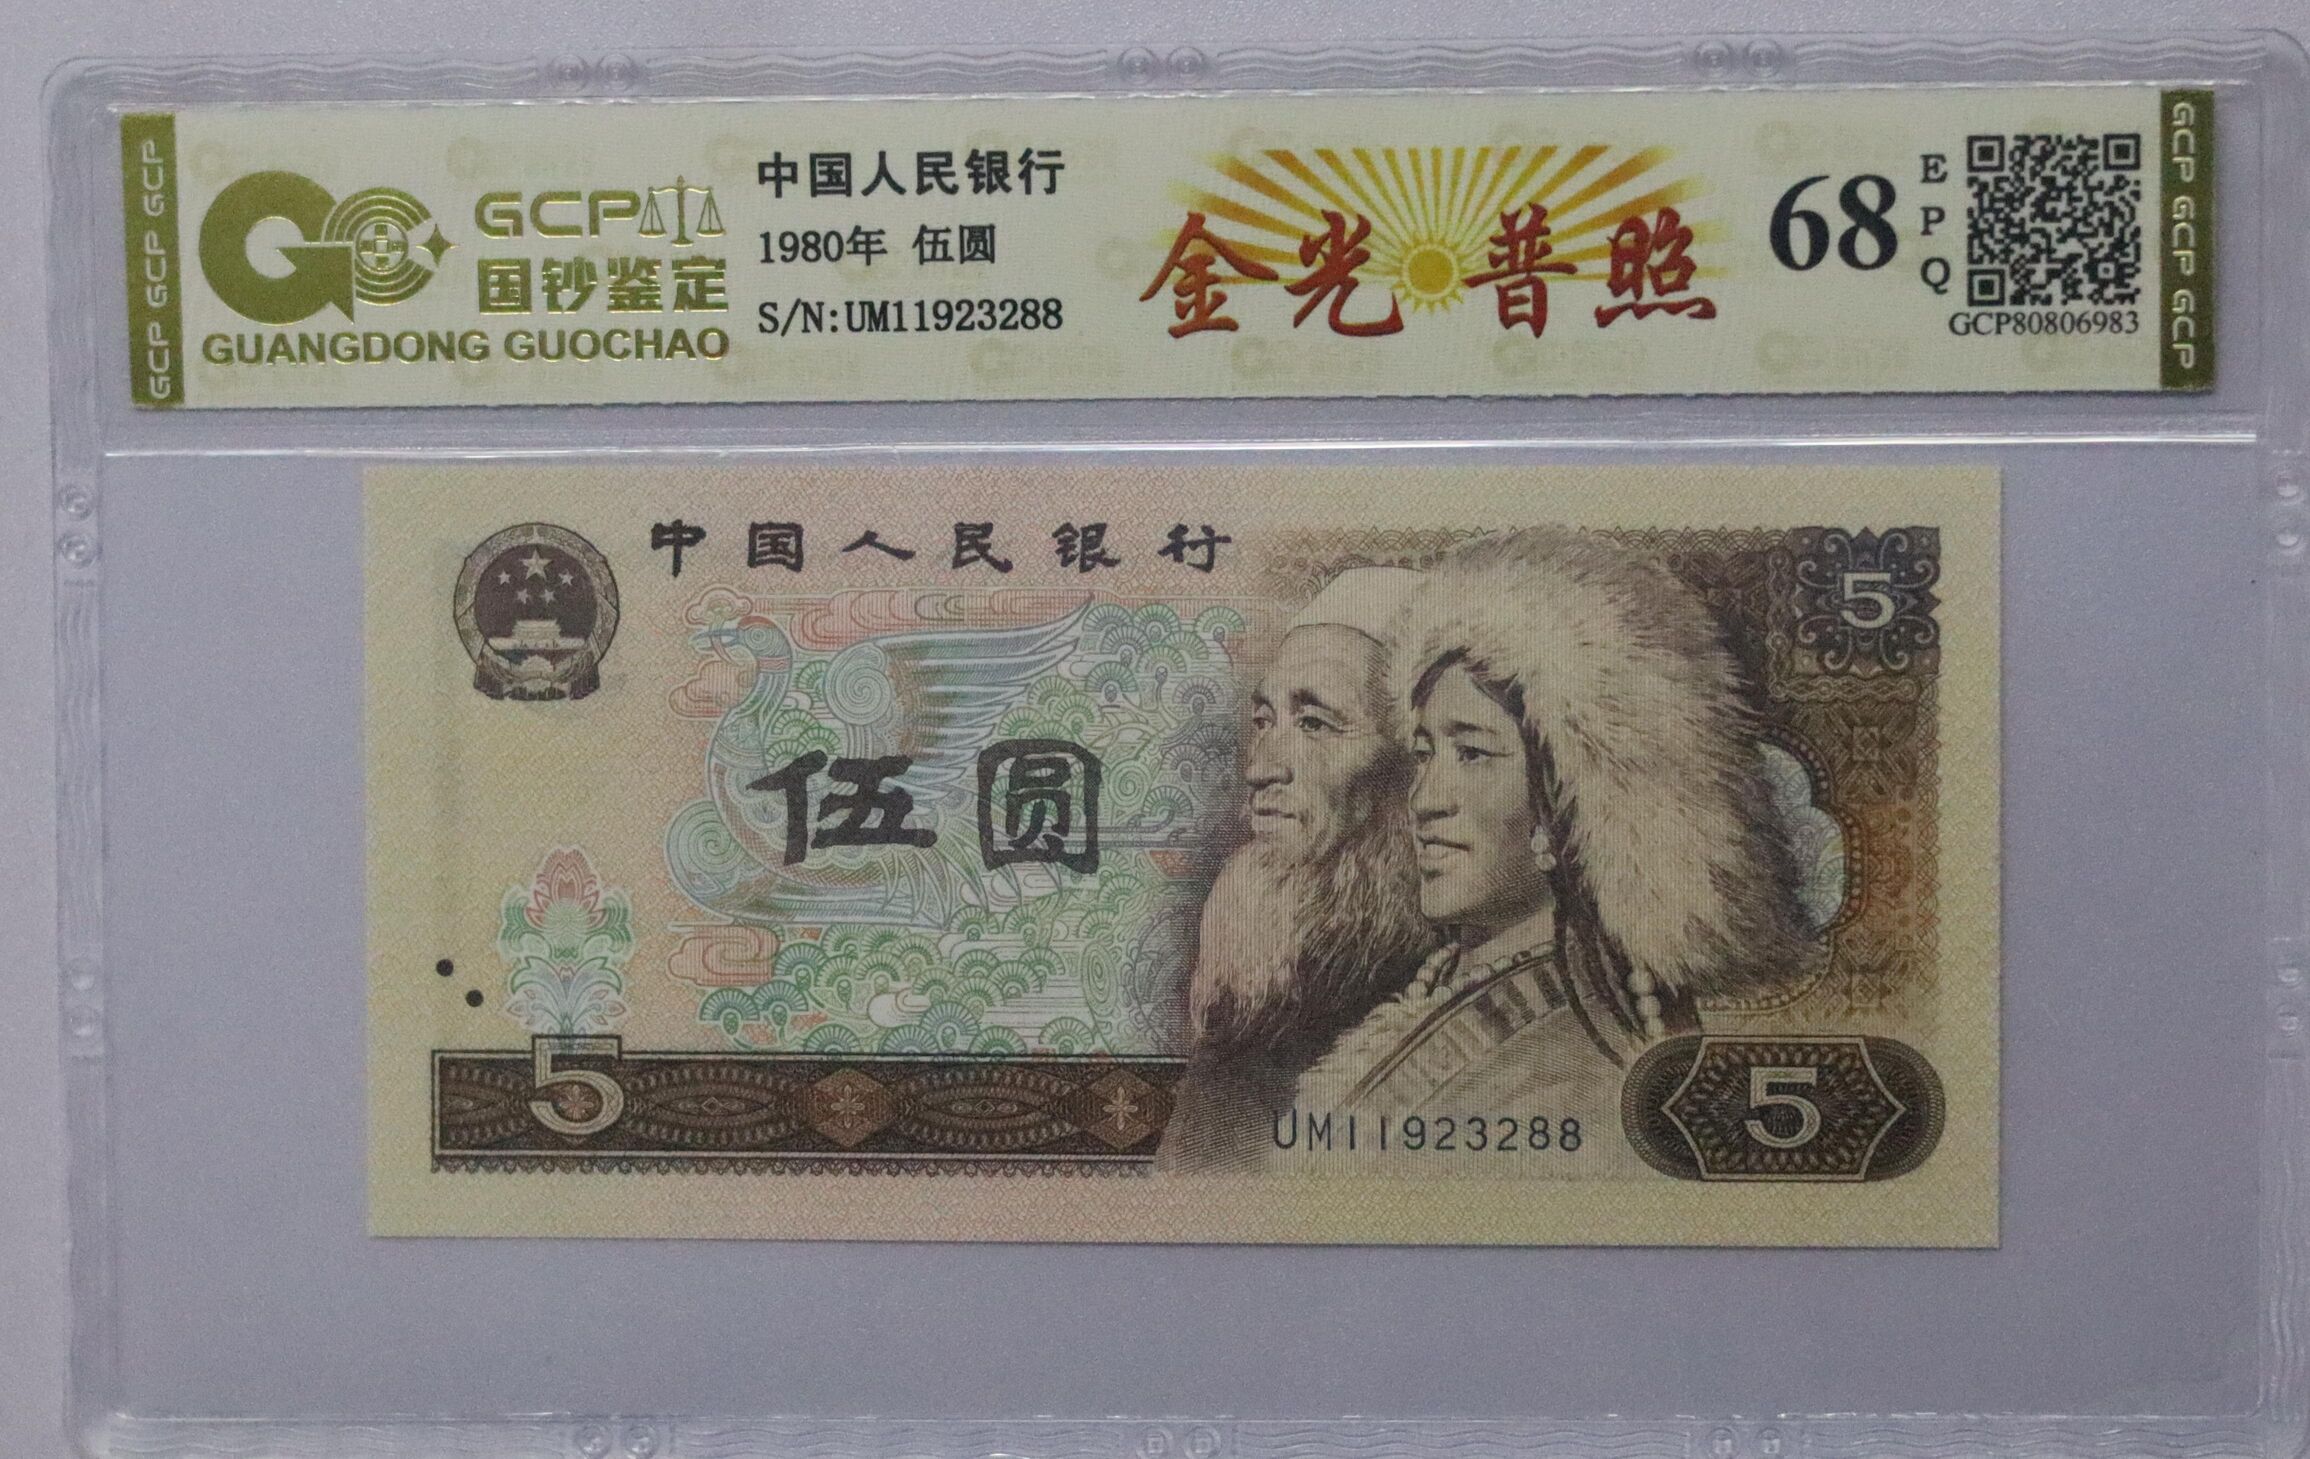 GCP GCP GCP
GCP
国钞鉴定
GUANGDONG GUOCHAO
中国人民银行
1980年 伍圆
S/N:UM11923288
金光普照
68
EPQ
GCP80806983
GCP GCP GCP
中国人民银行
5
伍圆
5
UM11923288
5